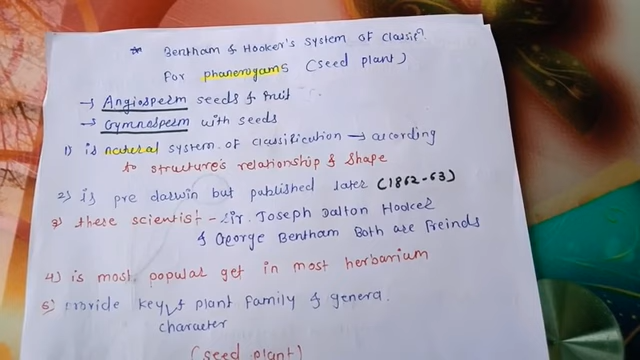 * Bentham & Hooker's System of Classifⁿ.
For phanerogams (seed plant)
→ Angiosperm seeds & fruit
→ Gymnosperm with seeds
1) is natural system of classification → according
to structure's relationship & shape
2) is pre darwin but published later (1862-63)
3) these scientist - Sir. Joseph Dalton Hooker
& George Bentham Both are Freinds
4) is most popular get in most herbarium
5) provide key & plant family & genera.
character
(seed plant)